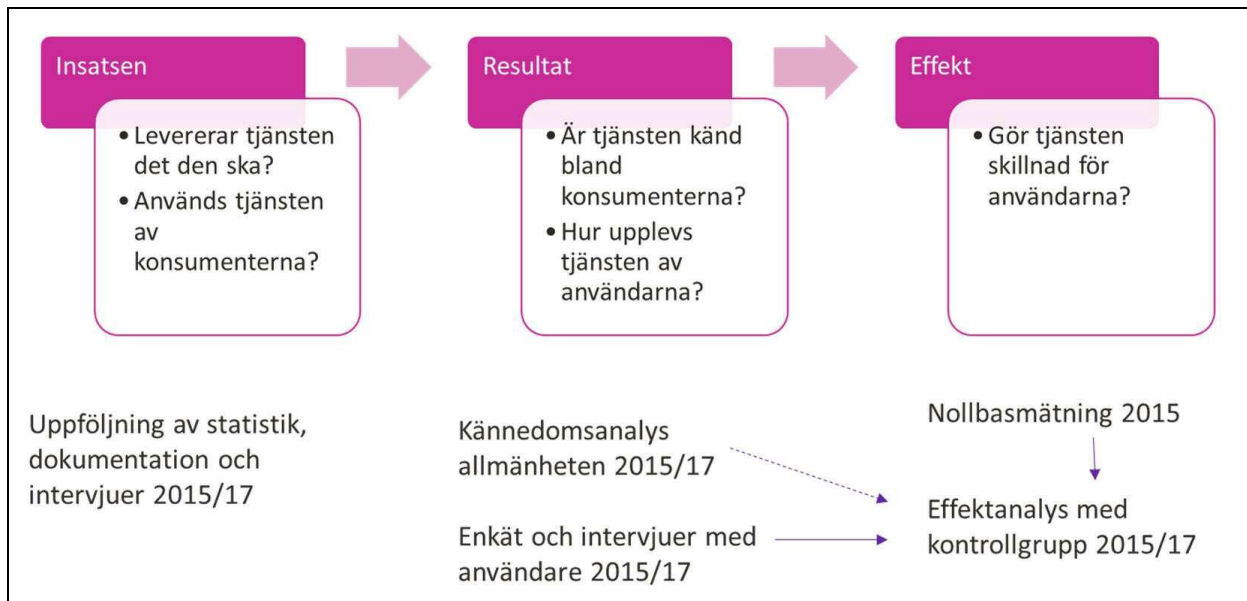 Insatsen
• Levererar tjänsten
det den ska?
• Används tjänsten
av
konsumenterna?
Resultat
• Är tjänsten känd
bland
konsumenterna?
• Hur upplevs
tjänsten av
användarna?
Effekt
• Gör tjänsten
skillnad för
användarna?
Uppföljning av statistik,
dokumentation och
intervjuer 2015/17
Kännedomsanalys
allmänheten 2015/17
Enkät och intervjuer med
användare 2015/17
Nollbasmätning 2015
Effektanalys med
kontrollgrupp 2015/17